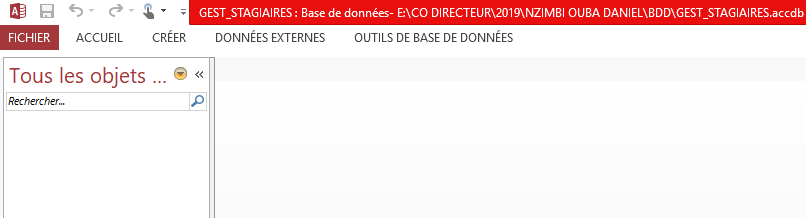 GEST_STAGIAIRES : Base de données- E:\CO DIRECTEUR\2019\NZIMBI OUBA DANIEL\BDD\GEST_STAGIAIRES.accdb
FICHIER ACCUEIL CRÉER DONNÉES EXTERNES OUTILS DE BASE DE DONNÉES
Tous les objets ...
Rechercher...